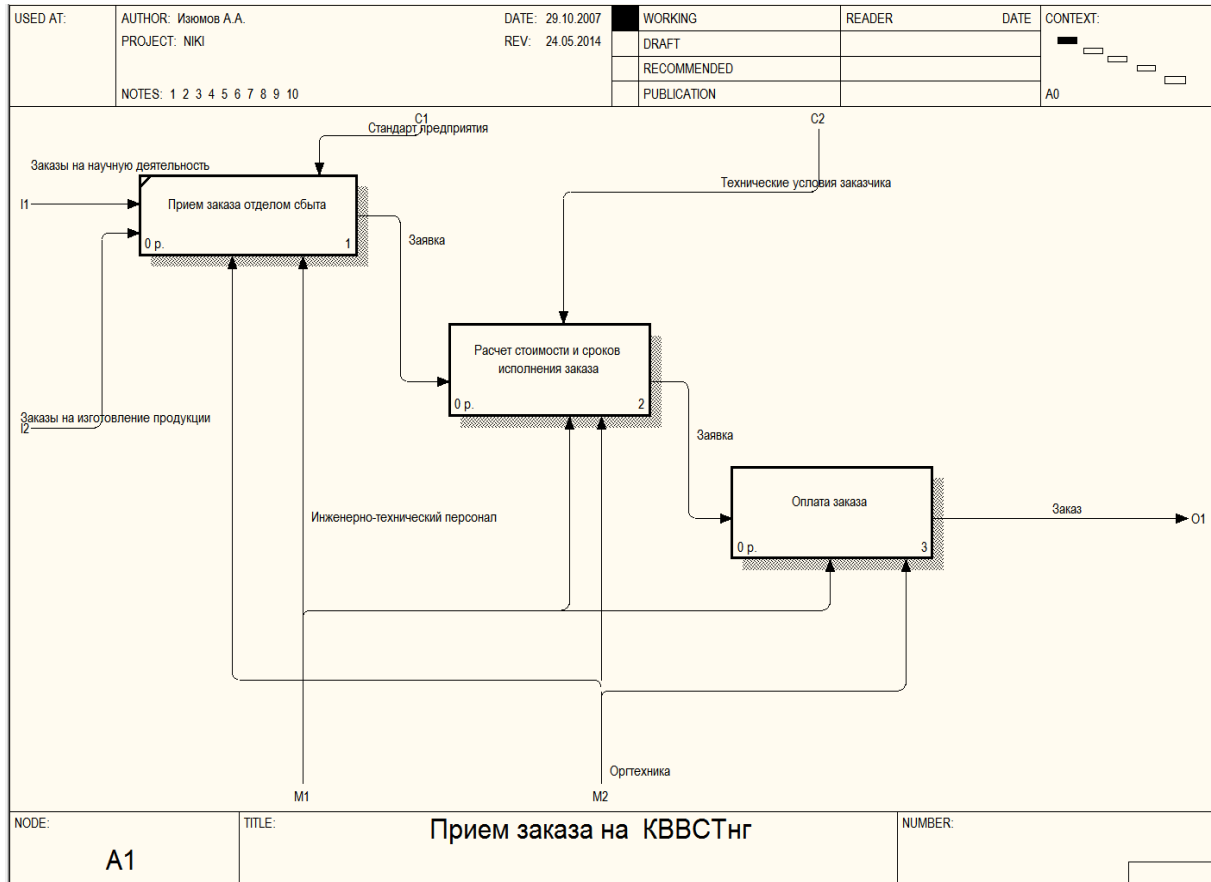 USED AT:
AUTHOR: Изюмов А.А.
DATE: 29.10.2007
PROJECT: NIKI
REV: 24.05.2014
NOTES: 1 2 3 4 5 6 7 8 9 10
WORKING
DRAFT
RECOMMENDED
PUBLICATION
READER
DATE
CONTEXT:
A0
C1
Стандарт предприятия
C2
Заказы на научную деятельность
Технические условия заказчика
I1
Прием заказа отделом сбыта
0 р.
1
Заявка
Расчет стоимости и сроков
исполнения заказа
0 р.
2
Заказы на изготовление продукции
I2
Заявка
Оплата заказа
0 р.
3
Заказ
O1
Инженерно-технический персонал
Оргтехника
M1
M2
NODE:
A1
TITLE:
Прием заказа на КВВСТнг
NUMBER: